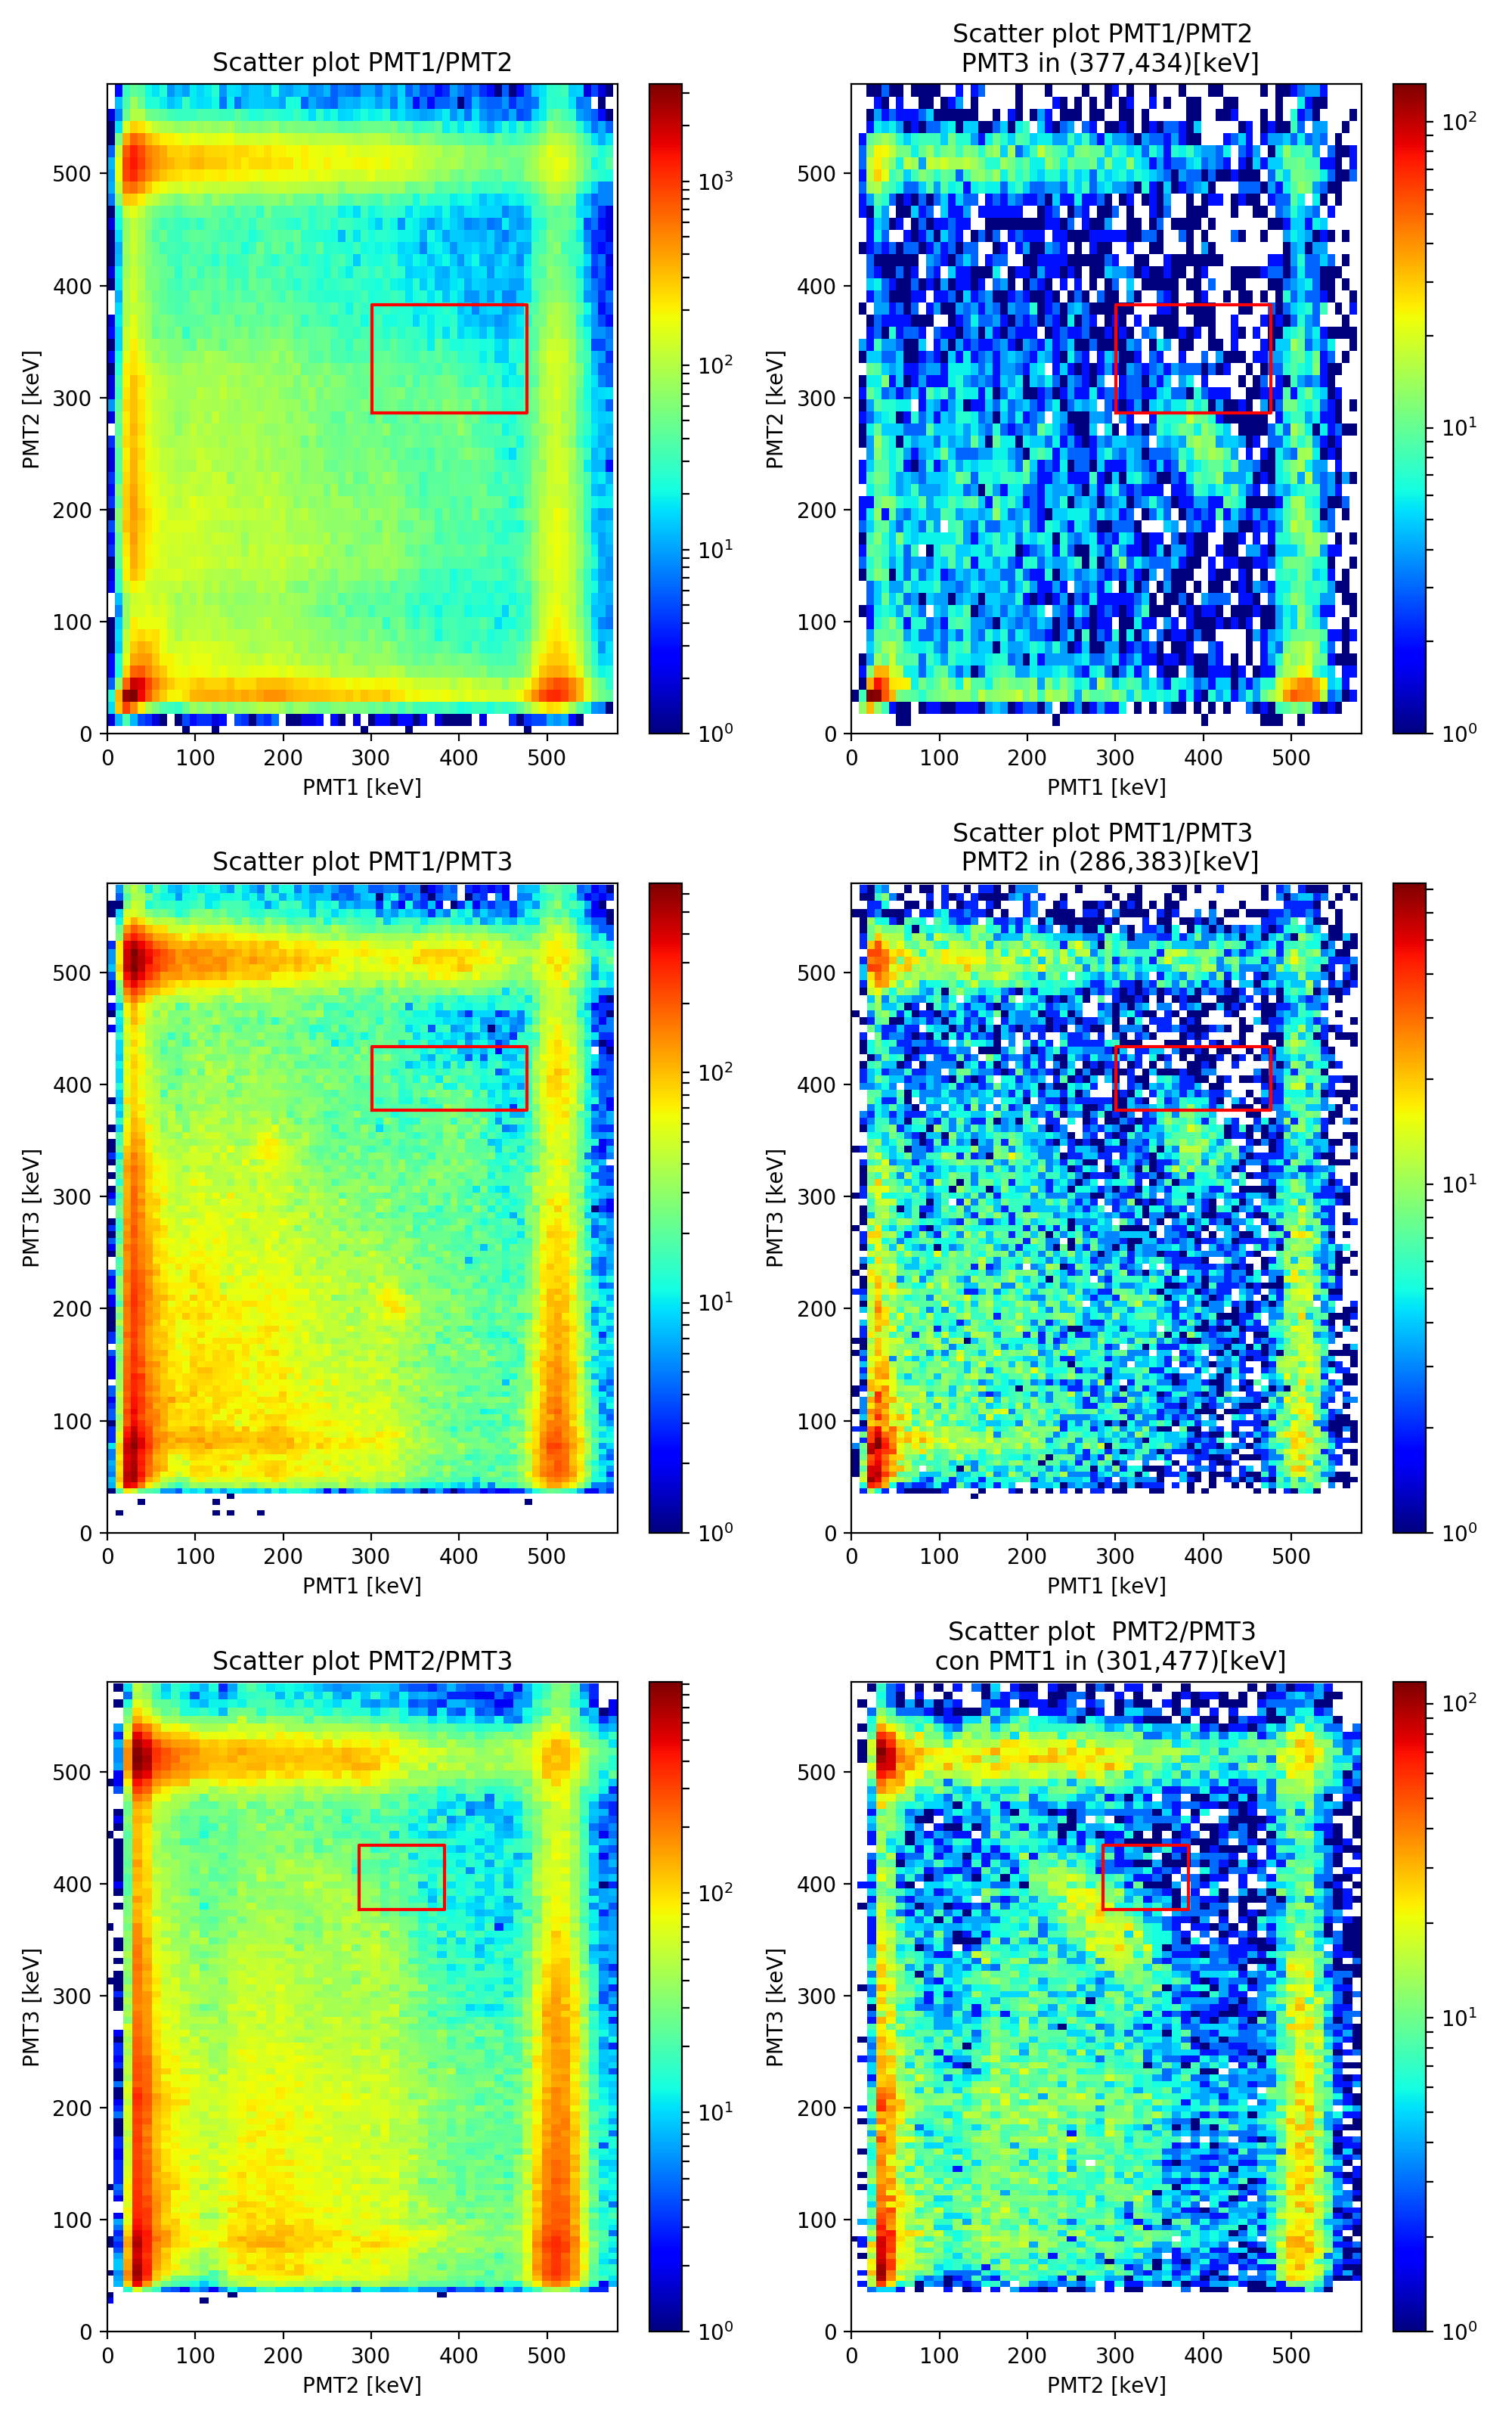 Scatter plot PMT1/PMT2
500
400
300
200
100
0
0 100 200 300 400 500
PMT2 [keV]
PMT1 [keV]
10³
10²
10¹
10⁰
Scatter plot PMT1/PMT2
PMT3 in (377,434)[keV]
500
400
300
200
100
0
0 100 200 300 400 500
PMT2 [keV]
PMT1 [keV]
10²
10¹
10⁰
Scatter plot PMT1/PMT3
500
400
300
200
100
0
0 100 200 300 400 500
PMT3 [keV]
PMT1 [keV]
10²
10¹
10⁰
Scatter plot PMT1/PMT3
PMT2 in (286,383)[keV]
500
400
300
200
100
0
0 100 200 300 400 500
PMT3 [keV]
PMT1 [keV]
10¹
10⁰
Scatter plot PMT2/PMT3
500
400
300
200
100
0
0 100 200 300 400 500
PMT3 [keV]
PMT2 [keV]
10²
10¹
10⁰
Scatter plot PMT2/PMT3
con PMT1 in (301,477)[keV]
500
400
300
200
100
0
0 100 200 300 400 500
PMT3 [keV]
PMT2 [keV]
10²
10¹
10⁰